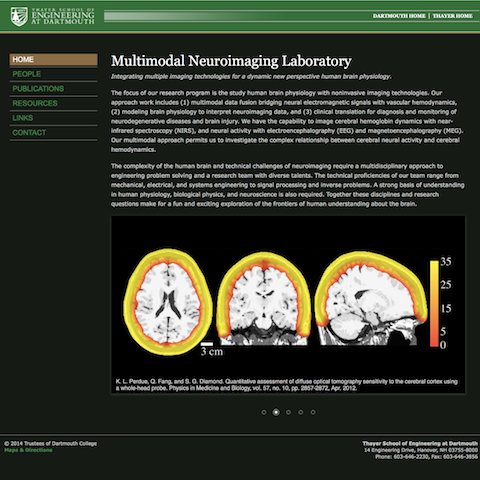 THAYER SCHOOL OF
ENGINEERING
AT DARTMOUTH
DARTMOUTH HOME | THAYER HOME
HOME
PEOPLE
PUBLICATIONS
RESOURCES
LINKS
CONTACT
Multimodal Neuroimaging Laboratory
Integrating multiple imaging technologies for a dynamic new perspective human brain physiology.
The focus of our research program is the study human brain physiology with noninvasive imaging technologies. Our
approach work includes (1) multimodal data fusion bridging neural electromagnetic signals with vascular hemodynamics,
(2) modeling brain physiology to interpret neuroimaging data, and (3) clinical translation for diagnosis and monitoring of
neurodegenerative diseases and brain injury. We have the capability to image cerebral hemoglobin dynamics with near-
infrared spectroscopy (NIRS), and neural activity with electroencephalography (EEG) and magnetoencephalography (MEG).
Our multimodal approach permits us to investigate the complex relationship between cerebral neural activity and cerebral
hemodynamics.
The complexity of the human brain and technical challenges of neuroimaging require a multidisciplinary approach to
engineering problem solving and a research team with diverse talents. The technical proficiencies of our team range from
mechanical, electrical, and systems engineering to signal processing and inverse problems. A strong basis of understanding
in human physiology, biological physics, and neuroscience is also required. Together these disciplines and research
questions make for a fun and exciting exploration of the frontiers of human understanding about the brain.
35
25
15
5
0
3 cm
K. L. Perdue, Q. Fang, and S. G. Diamond. Quantitative assessment of diffuse optical tomography sensitivity to the cerebral cortex using
a whole-head probe. Physics in Medicine and Biology, vol. 57, no. 10, pp. 2857-2872, Apr. 2012.
© 2014 Trustees of Dartmouth College
Maps & Directions
Thayer School of Engineering at Dartmouth
14 Engineering Drive, Hanover, NH 03755-8000
Phone: 603-646-2230, Fax: 603-646-3856